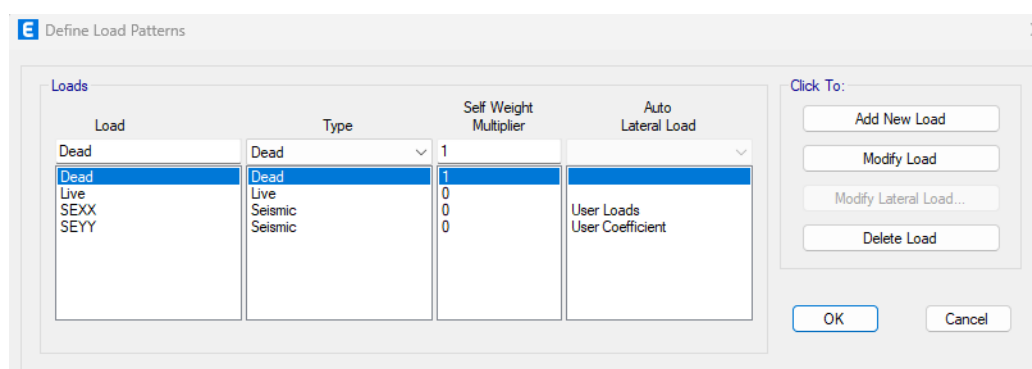 E Define Load Patterns
Loads
Click To:
Load Type Self Weight Multiplier Auto Lateral Load
Dead Dead 1
Dead Dead 1
Live Live 0
SEXX Seismic 0 User Loads
SEYY Seismic 0 User Coefficient
Add New Load
Modify Load
Modify Lateral Load...
Delete Load
OK Cancel